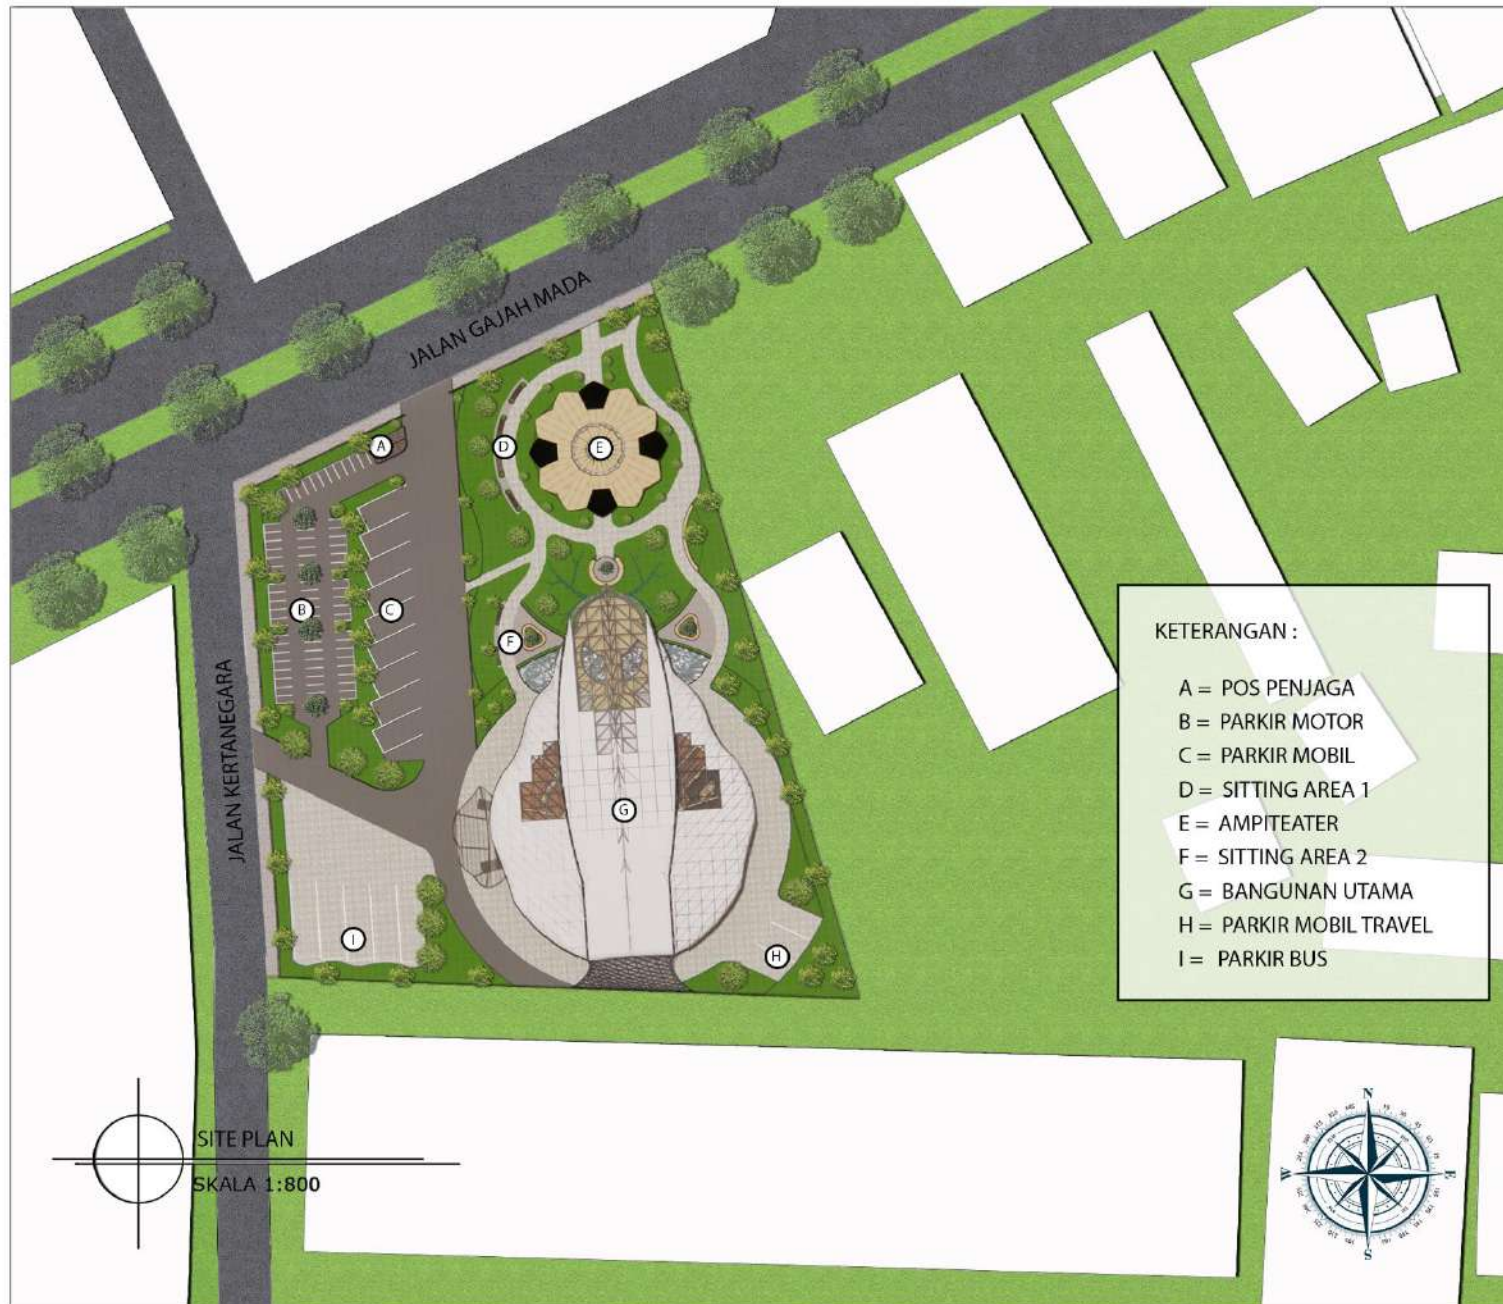 JALAN GAJAH MADA
A
D
E
B
C
F
JALAN KERTANEGARA
G
I
H
KETERANGAN :
A = POS PENJAGA
B = PARKIR MOTOR
C = PARKIR MOBIL
D = SITTING AREA 1
E = AMPITEATER
F = SITTING AREA 2
G = BANGUNAN UTAMA
H = PARKIR MOBIL TRAVEL
I = PARKIR BUS
SITE PLAN
SKALA 1:800
N
W
E
S